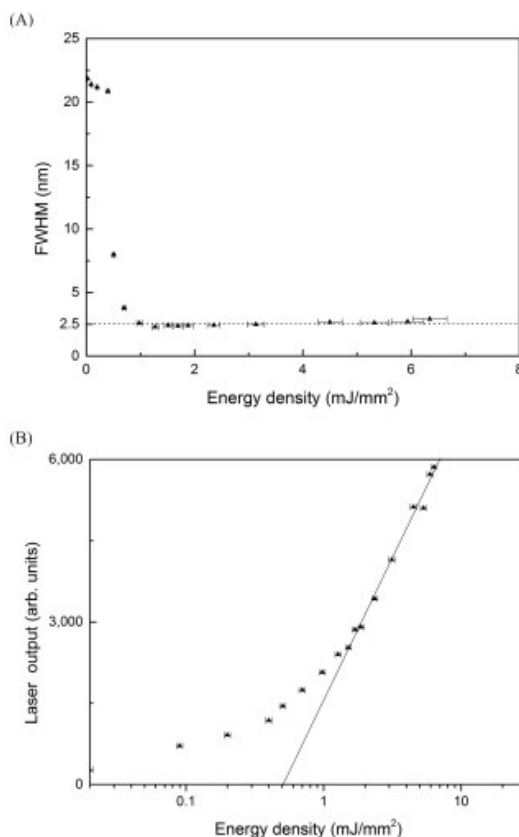 (A)
25
20
15
10
5
2.5
0
FWHM (nm)
0 2 4 6 8
Energy density (mJ/mm²)
(B)
6,000
3,000
0
Laser output (arb. units)
0.1 1 10
Energy density (mJ/mm²)